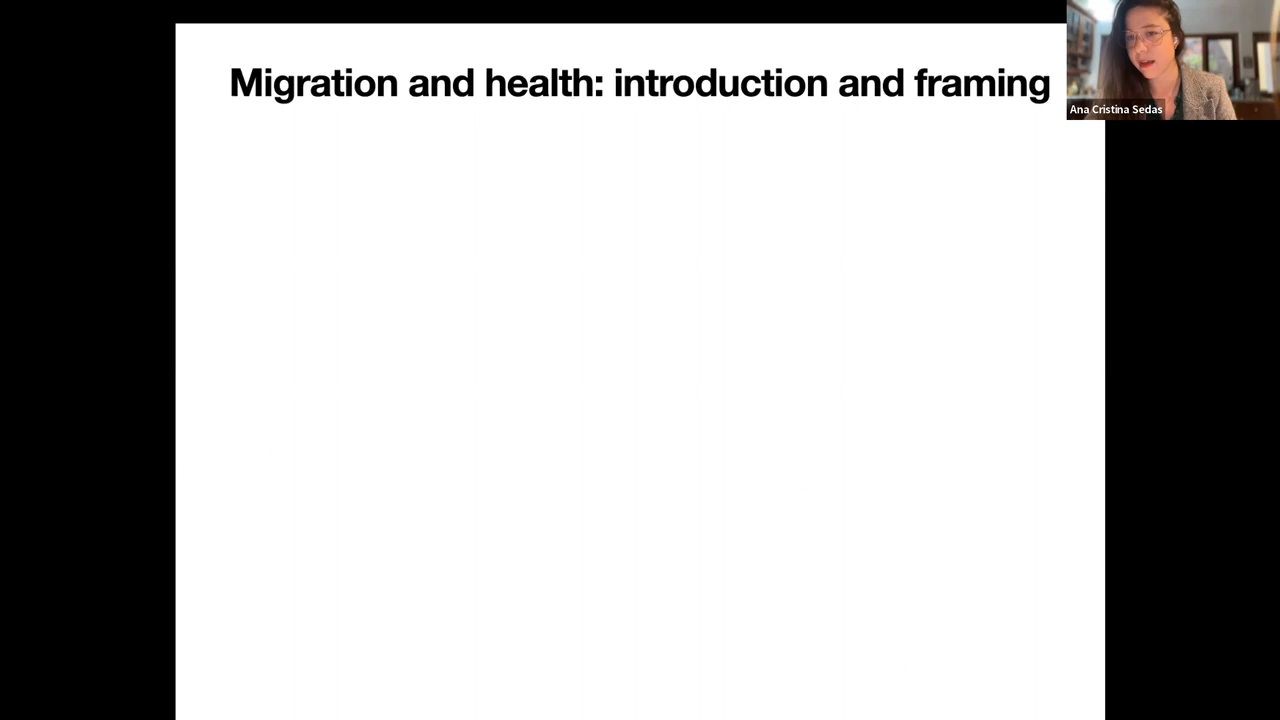 Migration and health: introduction and framing
Ana Cristina Sedas